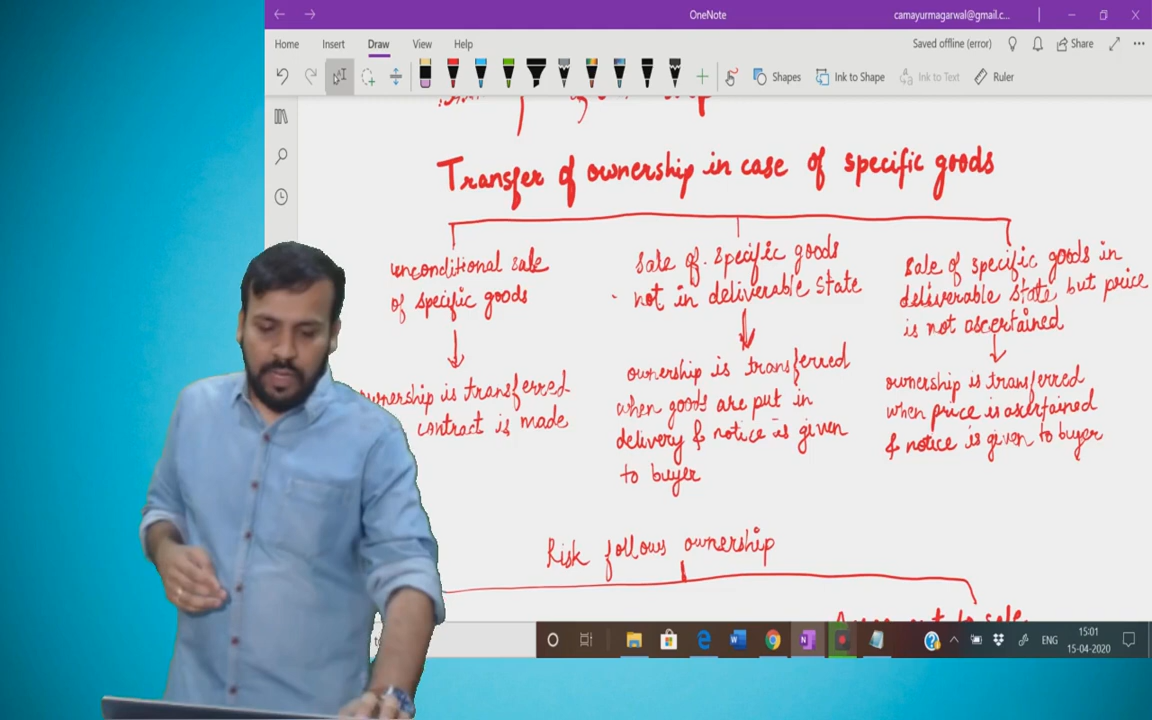 OneNote
camayurmagarwal@gmail.c...
Home Insert Draw View Help
Saved offline (error)
Share
Shapes
Ink to Shape
Ink to Text
Ruler
Transfer of ownership in case of specific goods
unconditional sale
of specific goods
ownership is transferred
contract is made
Sale of specific goods
not in deliverable state
ownership is transferred
when goods are put in
delivery & notice is given
to buyer
Sale of specific goods in
deliverable state but price
is not ascertained
ownership is transferred
when price is ascertained
& notice is given to buyer
Risk follows ownership
to sale
ENG
15:01
15-04-2020